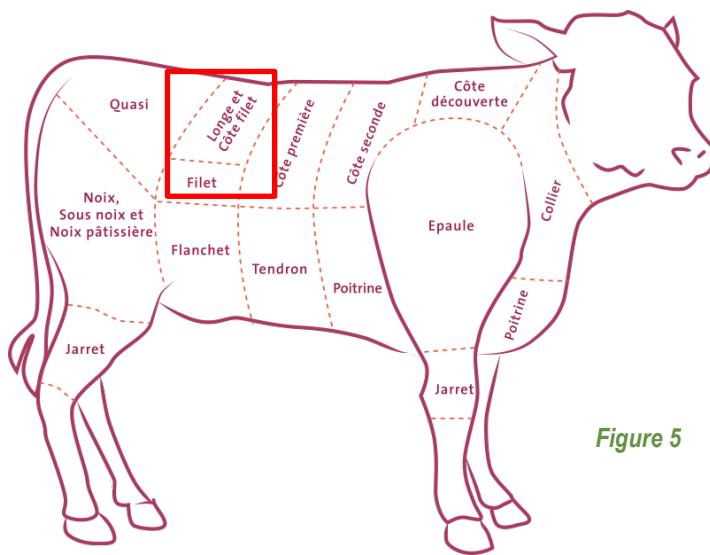 Quasi
Longe et
Côte filet
Filet
Côte première
Côte seconde
Côte
découverte
Noix,
Sous noix et
Noix pâtissière
Flanchet
Tendron
Poitrine
Epaule
Collier
Poitrine
Jarret
Jarret
Figure 5